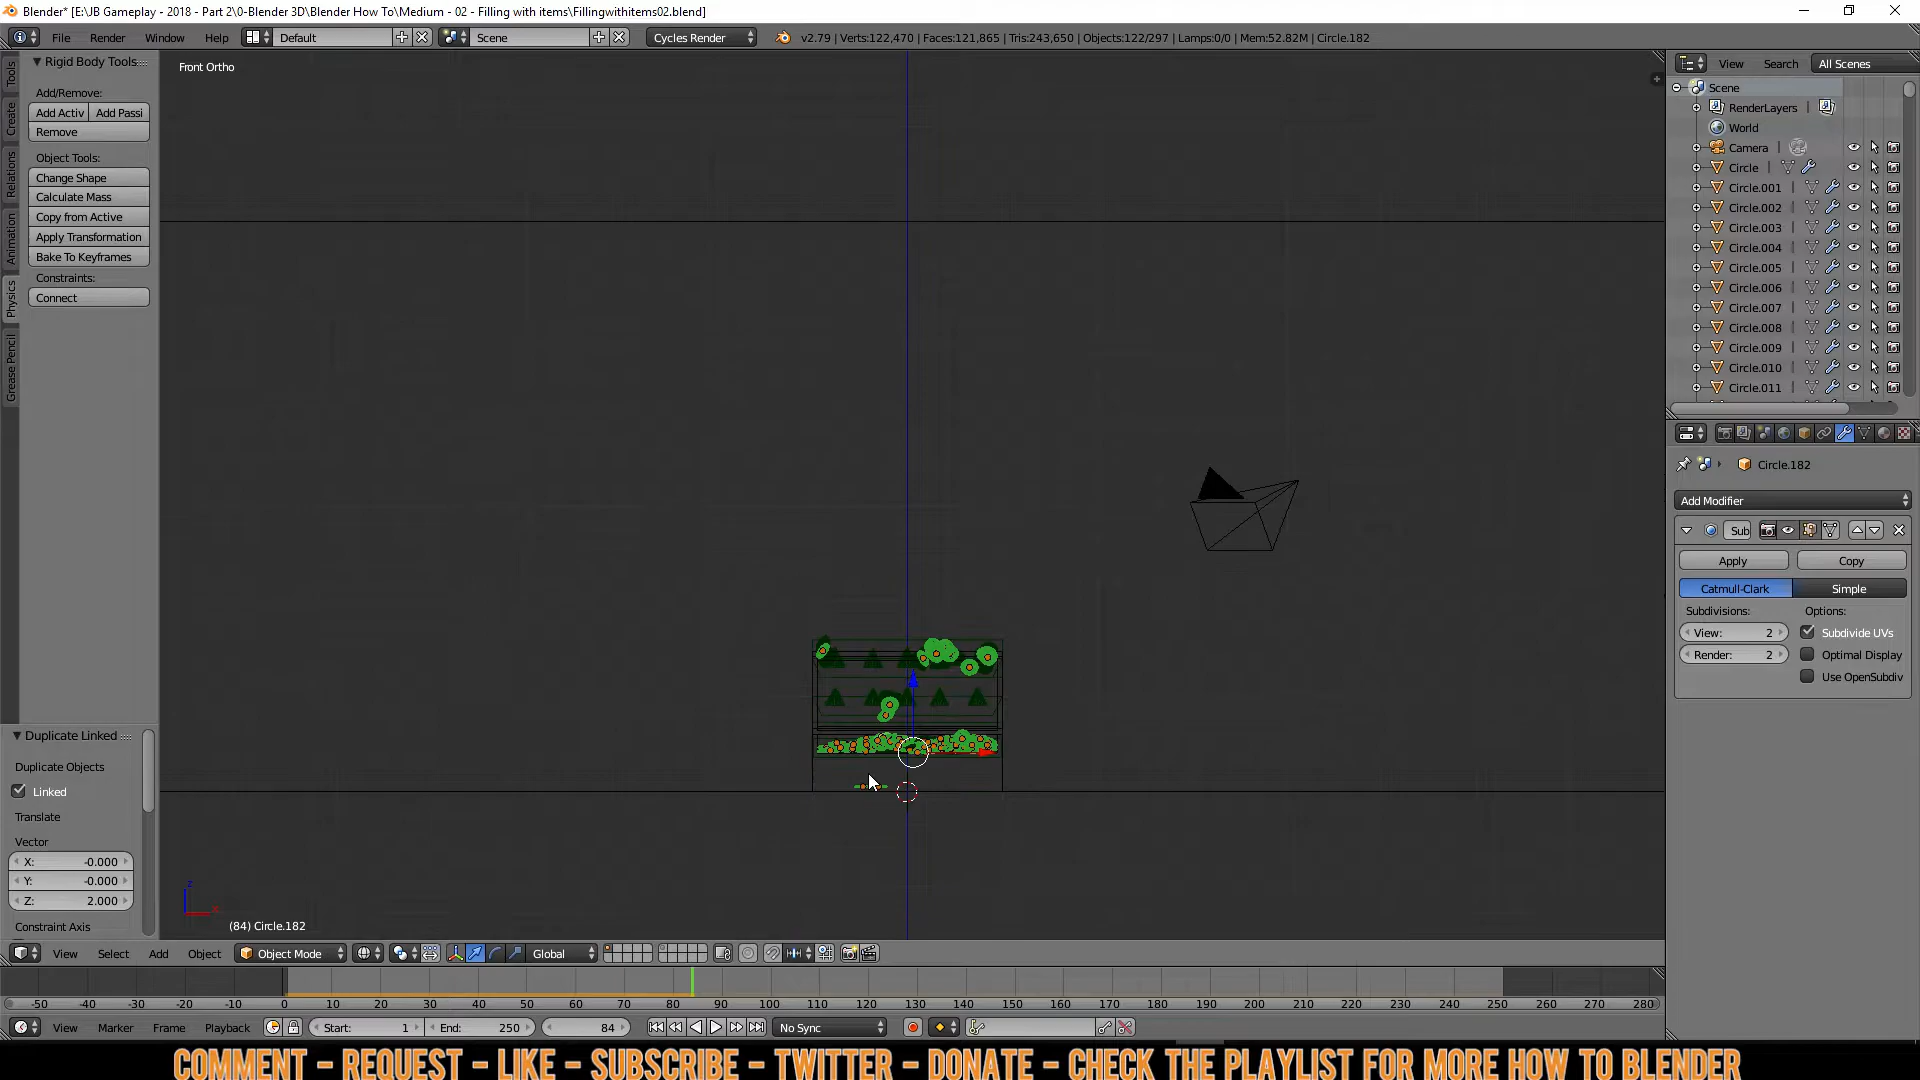 Blender* [E:\JB Gameplay - 2018 - Part 2\0-Blender 3D\Blender How To\Medium - 02 - Filling with items\Fillingwithitems02.blend]
File Render Window Help Default Scene Cycles Render v2.79 | Verts:122,470 | Faces:121,865 | Tris:243,650 | Objects:122/297 | Lamps:0/0 | Mem:52.82M | Circle.182
Tools
Create
Relations
Animation
Physics
Grease Pencil
Rigid Body Tools
Add/Remove:
Add Activ Add Passi
Remove
Object Tools:
Change Shape
Calculate Mass
Copy from Active
Apply Transformation
Bake To Keyframes
Constraints:
Connect
Duplicate Linked
Duplicate Objects
Linked
Translate
Vector
X: -0.000
Y: -0.000
Z: 2.000
Constraint Axis
Front Ortho
z
x
(84) Circle.182
View Search All Scenes
Scene
RenderLayers
World
Camera
Circle
Circle.001
Circle.002
Circle.003
Circle.004
Circle.005
Circle.006
Circle.007
Circle.008
Circle.009
Circle.010
Circle.011
Circle.182
Add Modifier
Sub
Apply Copy
Catmull-Clark Simple
Subdivisions: Options:
View: 2 Subdivide UVs
Render: 2 Optimal Display
Use OpenSubdiv
View Select Add Object Object Mode Global
-50 -40 -30 -20 -10 0 10 20 30 40 50 60 70 80 90 100 110 120 130 140 150 160 170 180 190 200 210 220 230 240 250 260 270 280
View Marker Frame Playback Start: 1 End: 250 84 No Sync
COMMENT - REQUEST - LIKE - SUBSCRIBE - TWITTER - DONATE - CHECK THE PLAYLIST FOR MORE HOW TO BLENDER